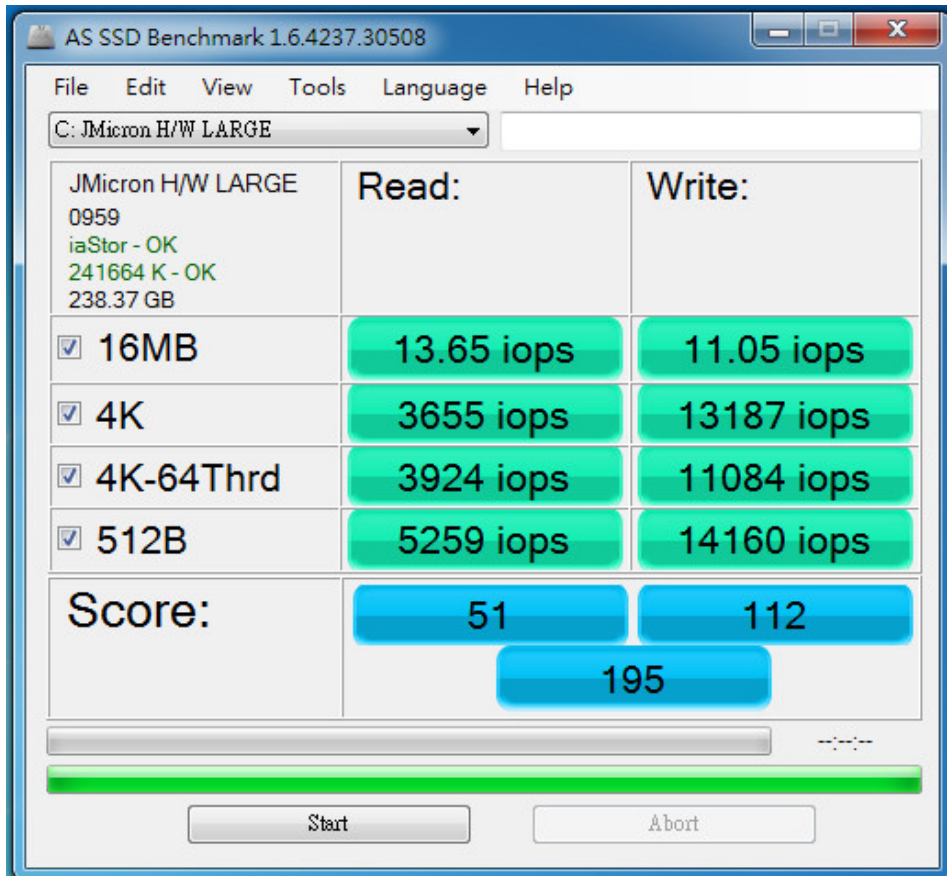 AS SSD Benchmark 1.6.4237.30508
File Edit View Tools Language Help
C: JMicron H/W LARGE
JMicron H/W LARGE
0959
iaStor - OK
241664 K - OK
238.37 GB
Read:
Write:
16MB 13.65 iops 11.05 iops
4K 3655 iops 13187 iops
4K-64Thrd 3924 iops 11084 iops
512B 5259 iops 14160 iops
Score: 51 112
195
--:--:--
Start Abort